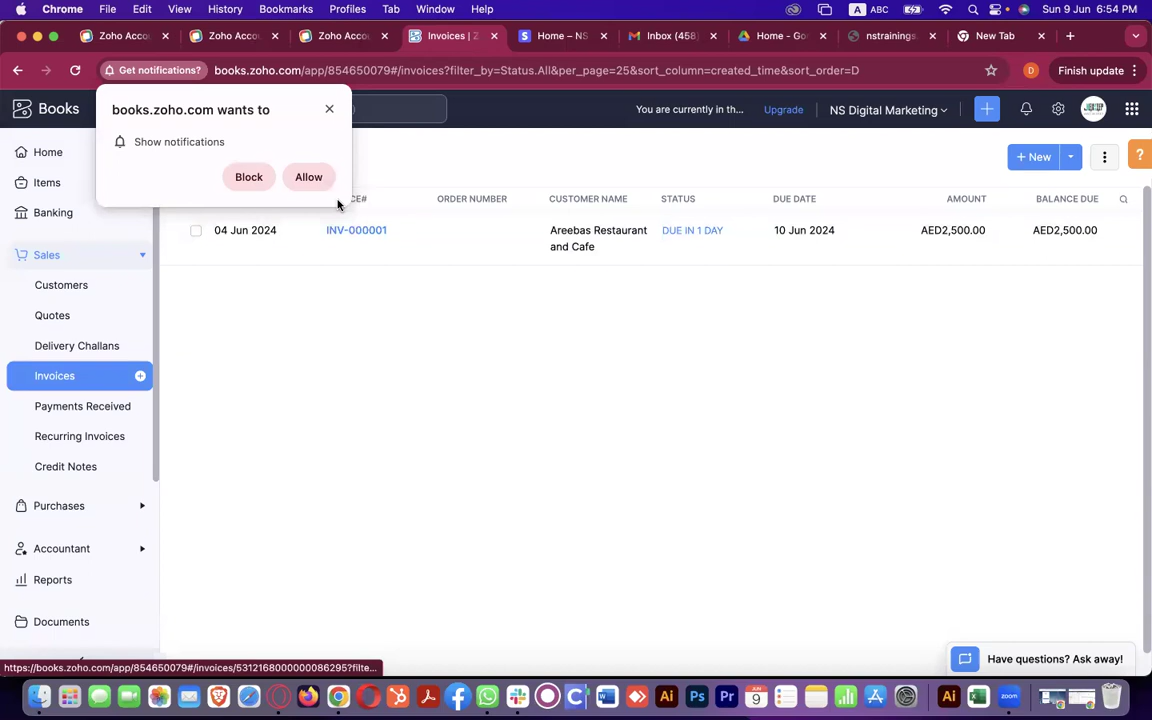 Chrome File Edit View History Bookmarks Profiles Tab Window Help A ABC Sun 9 Jun 6:54 PM
Zoho Accou Zoho Accou Zoho Accou Invoices | Z Home – NS Inbox (458) Home - Goo nstrainings. New Tab
Get notifications? books.zoho.com/app/854650079#/invoices?filter_by=Status.All&per_page=25&sort_column=created_time&sort_order=D D Finish update
Books You are currently in th... Upgrade NS Digital Marketing
books.zoho.com wants to
Show notifications
Block Allow
Home
Items
Banking
Sales
Customers
Quotes
Delivery Challans
Invoices
Payments Received
Recurring Invoices
Credit Notes
Purchases
Accountant
Reports
Documents
+ New ?
CE# ORDER NUMBER CUSTOMER NAME STATUS DUE DATE AMOUNT BALANCE DUE
04 Jun 2024 INV-000001 Areebas Restaurant and Cafe DUE IN 1 DAY 10 Jun 2024 AED2,500.00 AED2,500.00
Have questions? Ask away!
https://books.zoho.com/app/854650079#/invoices/5312168000000086295?filte...